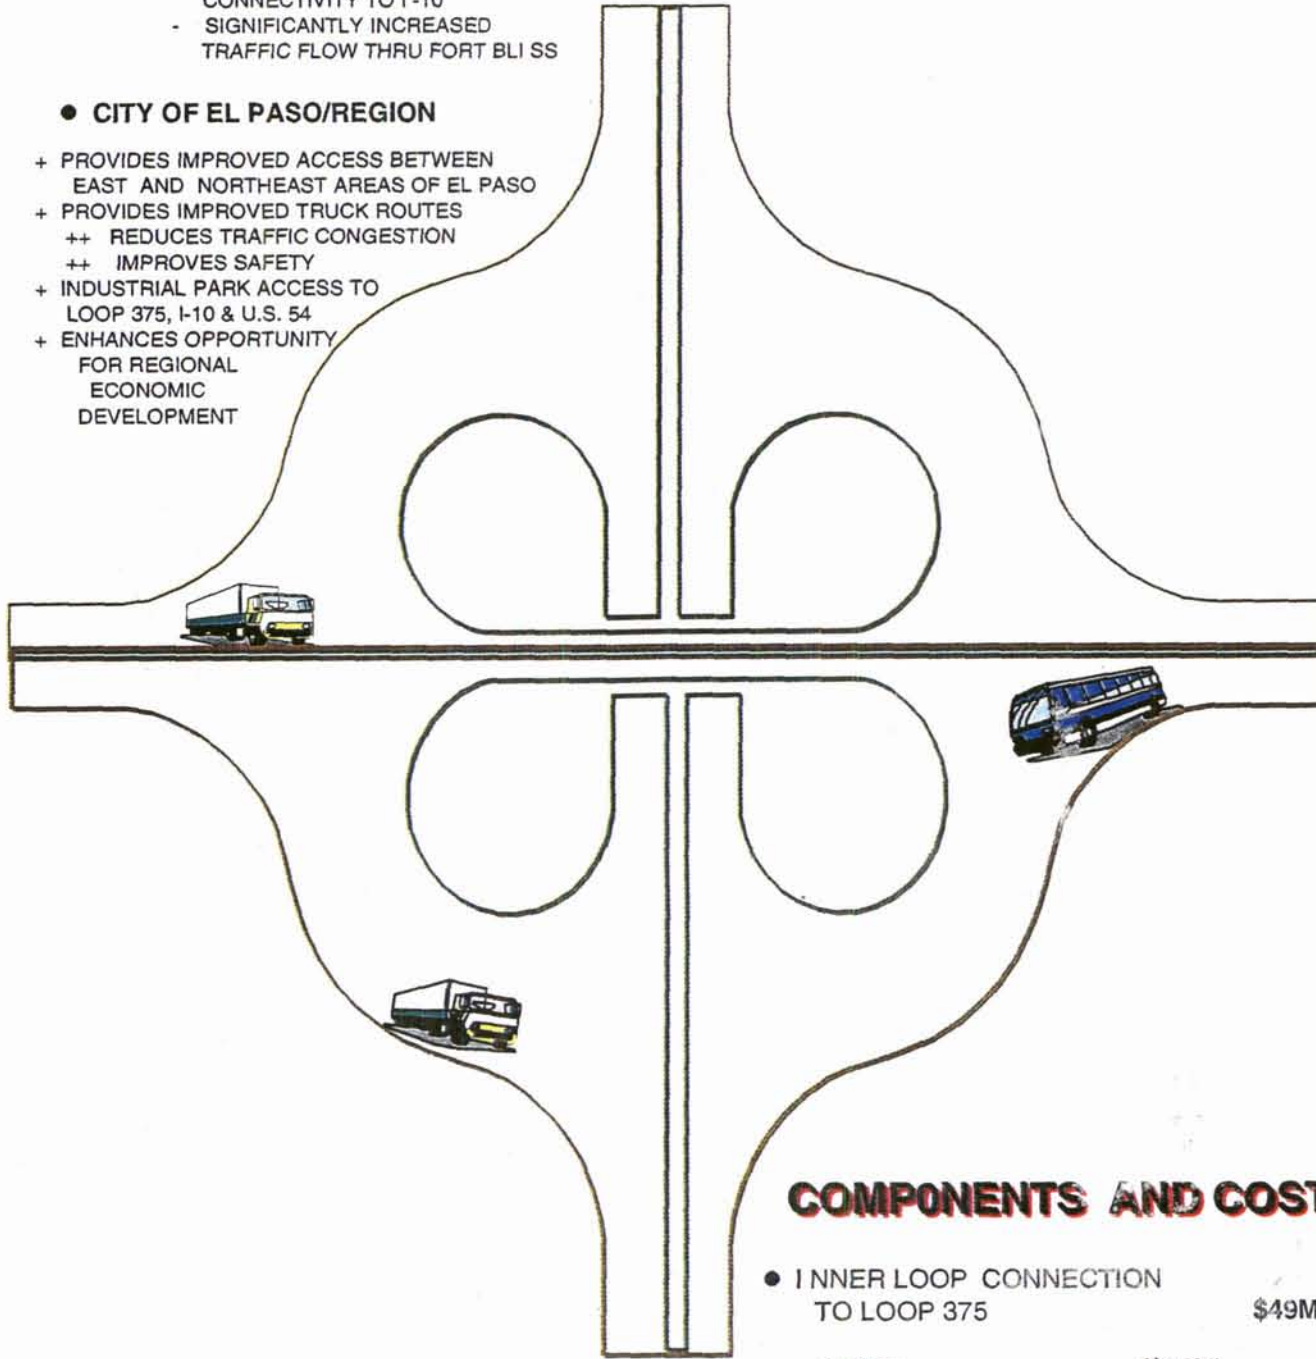 CONNECTIVITY TO I-10
- SIGNIFICANTLY INCREASED
TRAFFIC FLOW THRU FORT BLI SS
● CITY OF EL PASO/REGION
+ PROVIDES IMPROVED ACCESS BETWEEN
EAST AND NORTHEAST AREAS OF EL PASO
+ PROVIDES IMPROVED TRUCK ROUTES
++ REDUCES TRAFFIC CONGESTION
++ IMPROVES SAFETY
+ INDUSTRIAL PARK ACCESS TO
LOOP 375, I-10 & U.S. 54
+ ENHANCES OPPORTUNITY
FOR REGIONAL
ECONOMIC
DEVELOPMENT
COMPONENTS AND COST
● I NNER LOOP CONNECTION
TO LOOP 375 $49M